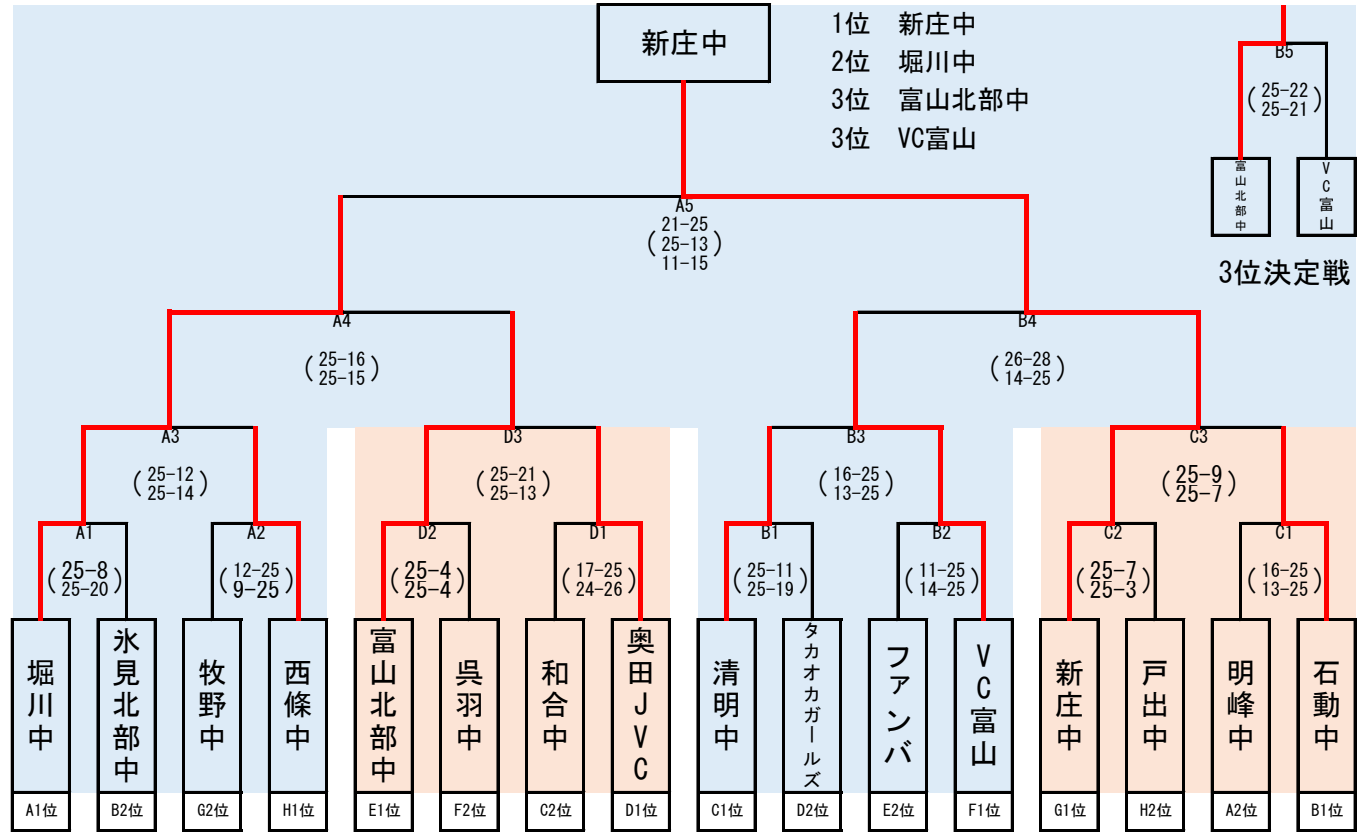 新庄中
1位 新庄中
2位 堀川中
3位 富山北部中
3位 VC富山
B5
(25-22
25-21)
富山北部中
VC富山
3位決定戦
A5
(21-25
25-13
11-15)
A4
(25-16
25-15)
B4
(26-28
14-25)
A3
(25-12
25-14)
D3
(25-21
25-13)
B3
(16-25
13-25)
C3
(25-9
25-7)
A1
(25-8
25-20)
A2
(12-25
9-25)
D2
(25-4
25-4)
D1
(17-25
24-26)
B1
(25-11
25-19)
B2
(11-25
14-25)
C2
(25-7
25-3)
C1
(16-25
13-25)
堀川中
氷見北部中
牧野中
西條中
富山北部中
呉羽中
和合中
奥田JVC
清明中
タカオカガールズ
ファンバ
VC富山
新庄中
戸出中
明峰中
石動中
A1位
B2位
G2位
H1位
E1位
F2位
C2位
D1位
C1位
D2位
E2位
F1位
G1位
H2位
A2位
B1位